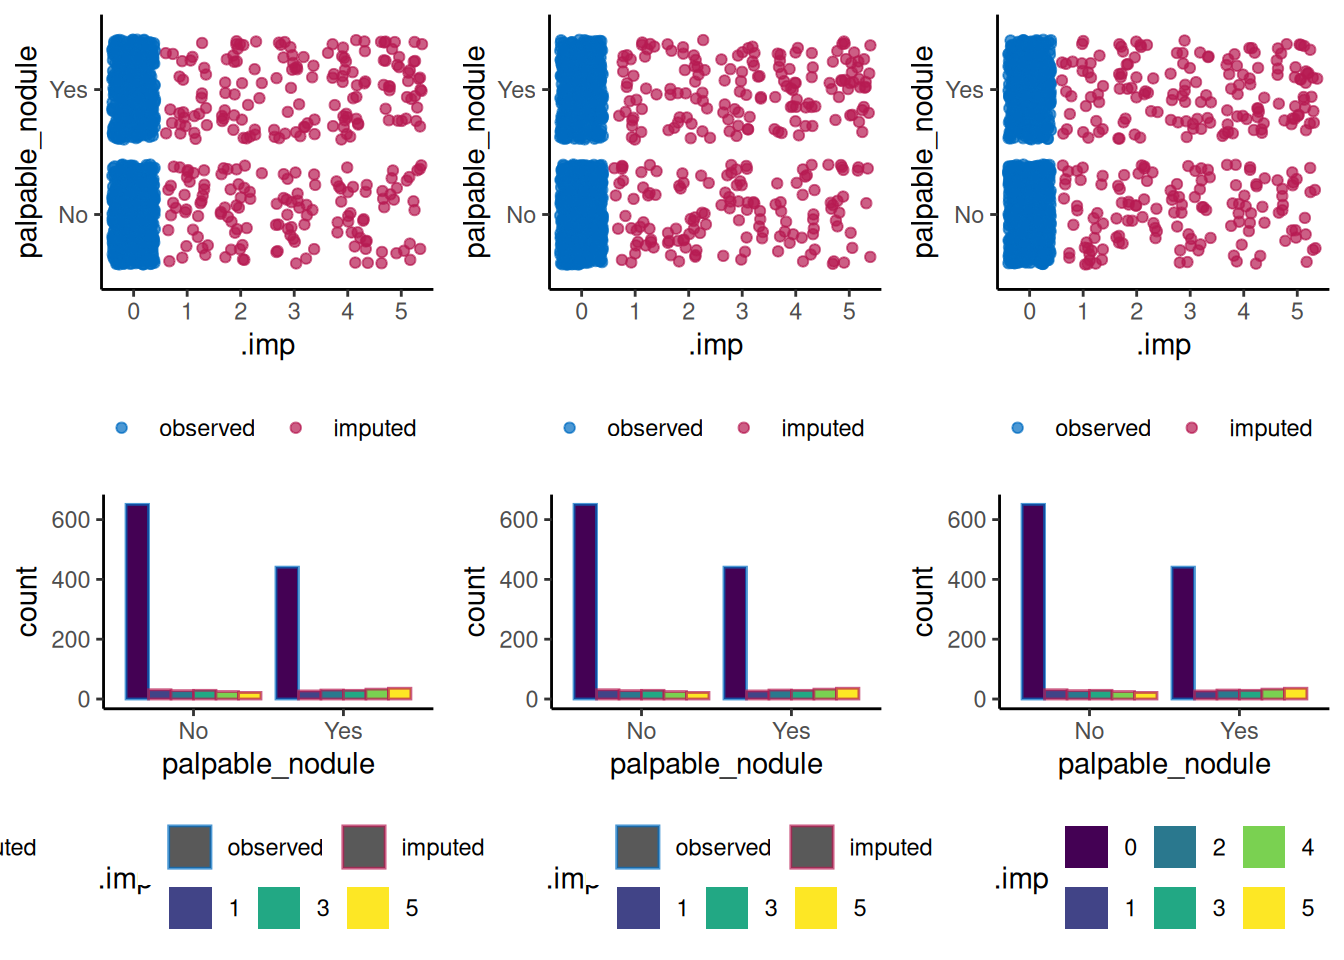 palpable_nodule
Yes
No
0 1 2 3 4 5
.imp
observed imputed
palpable_nodule
Yes
No
0 1 2 3 4 5
.imp
observed imputed
palpable_nodule
Yes
No
0 1 2 3 4 5
.imp
observed imputed
count
600
400
200
0
No Yes
palpable_nodule
count
600
400
200
0
No Yes
palpable_nodule
count
600
400
200
0
No Yes
palpable_nodule
uted
.imp
observed imputed
1 3 5
.imp
observed imputed
1 3 5
.imp
0 2 4
1 3 5